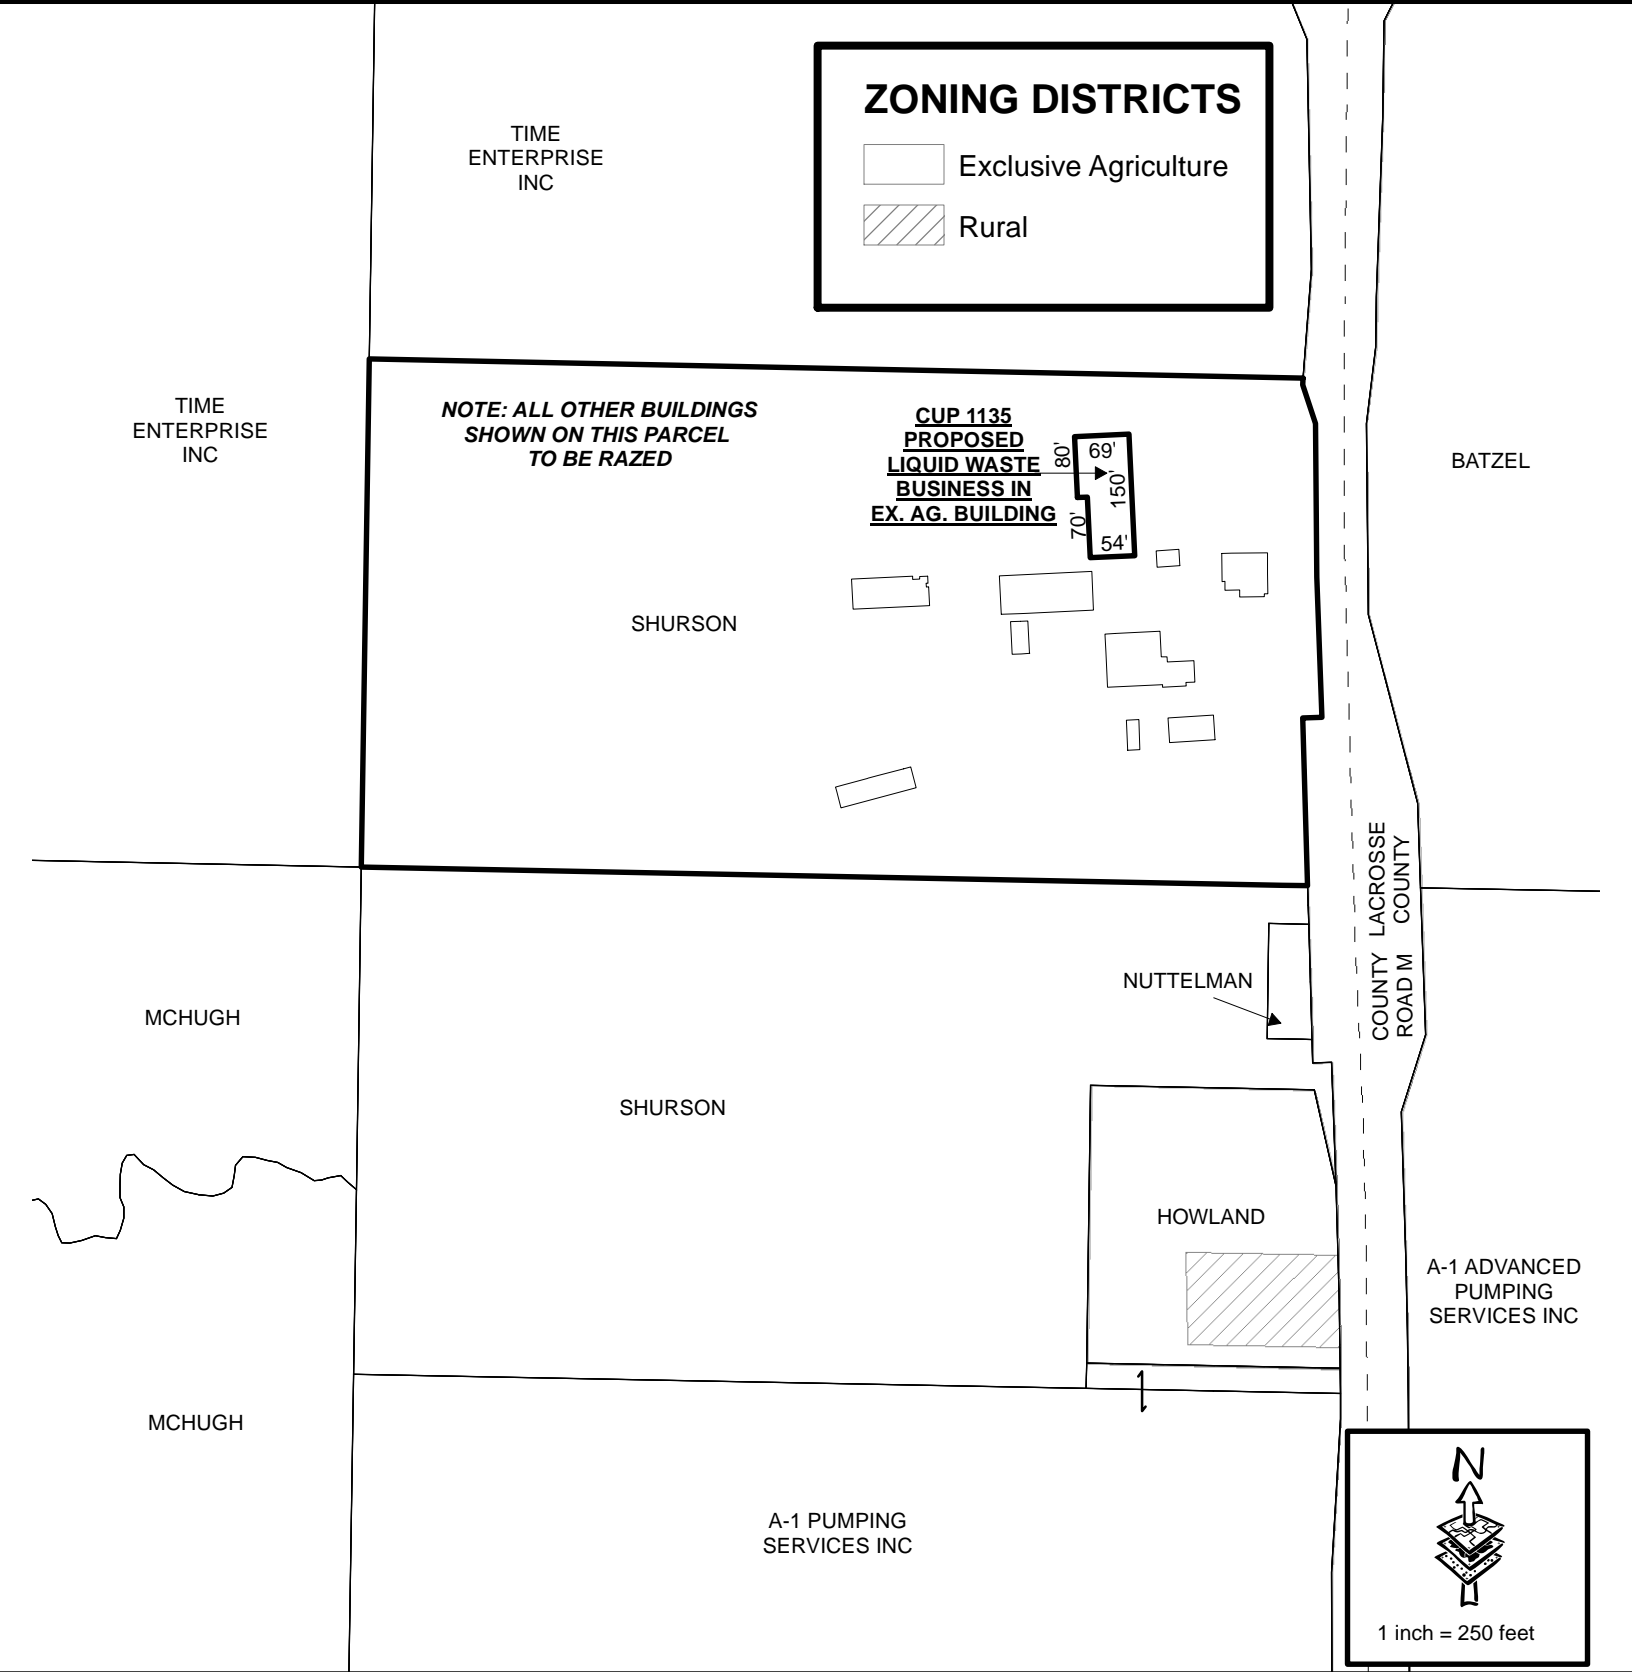 ZONING DISTRICTS
Exclusive Agriculture
Rural
TIME
ENTERPRISE
INC
TIME
ENTERPRISE
INC
NOTE: ALL OTHER BUILDINGS
SHOWN ON THIS PARCEL
TO BE RAZED
CUP 1135
PROPOSED
LIQUID WASTE
BUSINESS IN
EX. AG. BUILDING
80'
69'
150'
70'
54'
BATZEL
SHURSON
LACROSSE
COUNTY
COUNTY
ROAD M
NUTTELMAN
MCHUGH
SHURSON
HOWLAND
A-1 ADVANCED
PUMPING
SERVICES INC
MCHUGH
A-1 PUMPING
SERVICES INC
N
1 inch = 250 feet